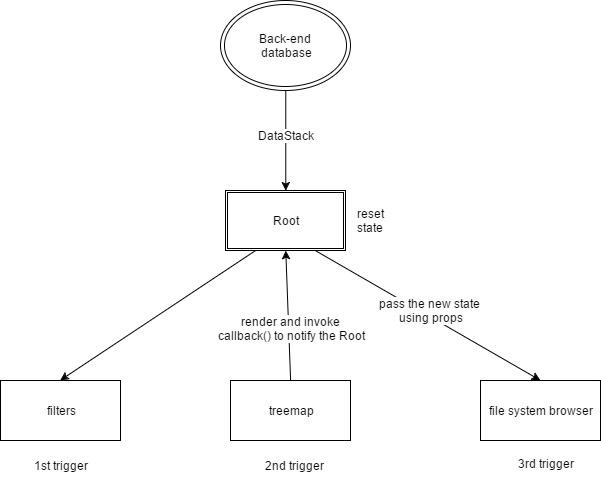 Back-end
database
DataStack
Root
reset
state
pass the new state
using props
render and invoke
callback() to notify the Root
filters
treemap
file system browser
1st trigger
2nd trigger
3rd trigger